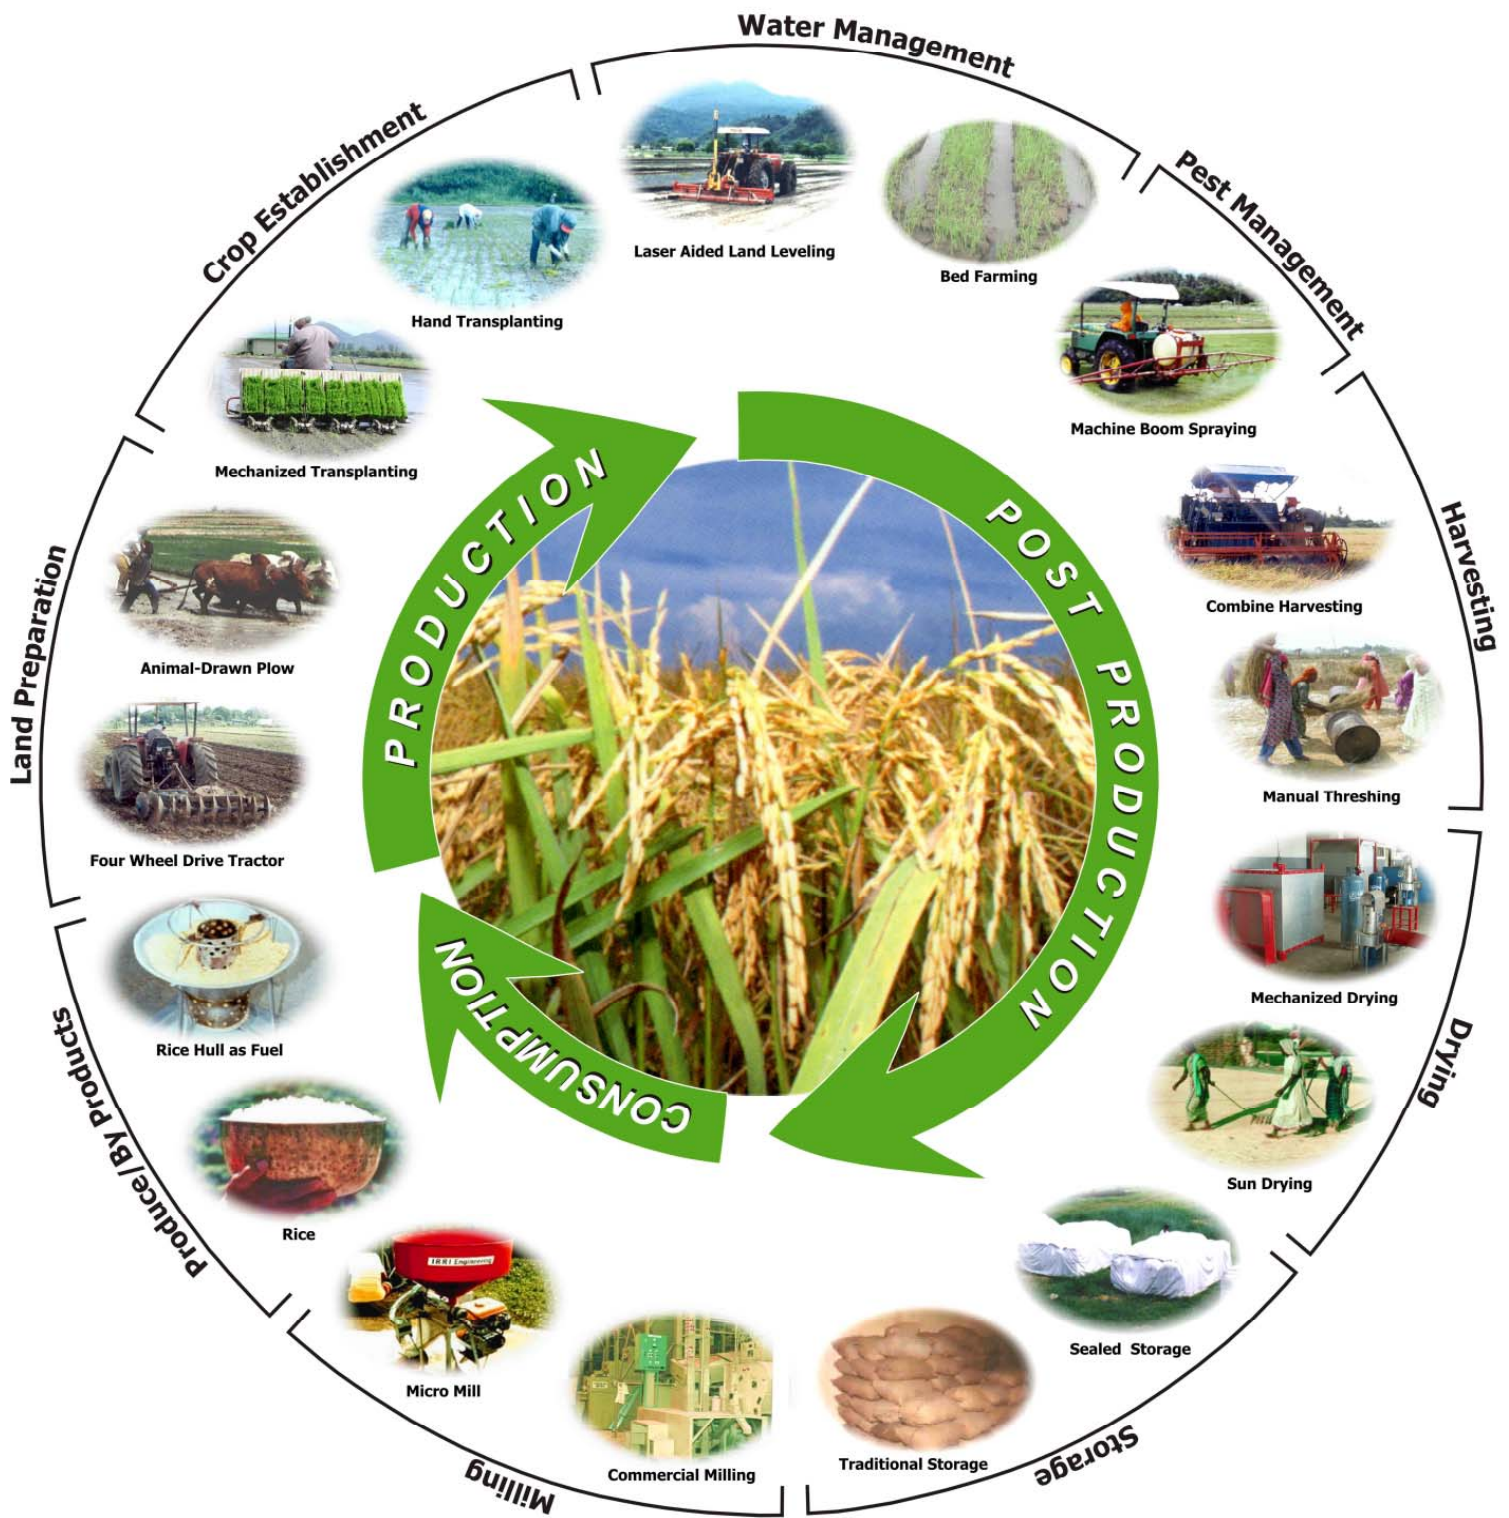 Water Management
Laser Aided Land Leveling
Bed Farming
Pest Management
Machine Boom Spraying
Harvesting
Combine Harvesting
Manual Threshing
Drying
Mechanized Drying
Sun Drying
Storage
Sealed Storage
Traditional Storage
Milling
Commercial Milling
Micro Mill
IRRI Engineering
Produce/By Products
Rice
Rice Hull as Fuel
Land Preparation
Four Wheel Drive Tractor
Animal-Drawn Plow
Crop Establishment
Mechanized Transplanting
Hand Transplanting
PRODUCTION
POST PRODUCTION
CONSUMPTION